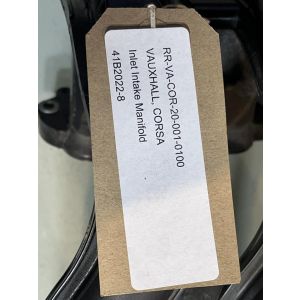 RR-VA-COR-20-001-0100
VAUXHALL, CORSA
Inlet Intake Manifold
41B2022-8